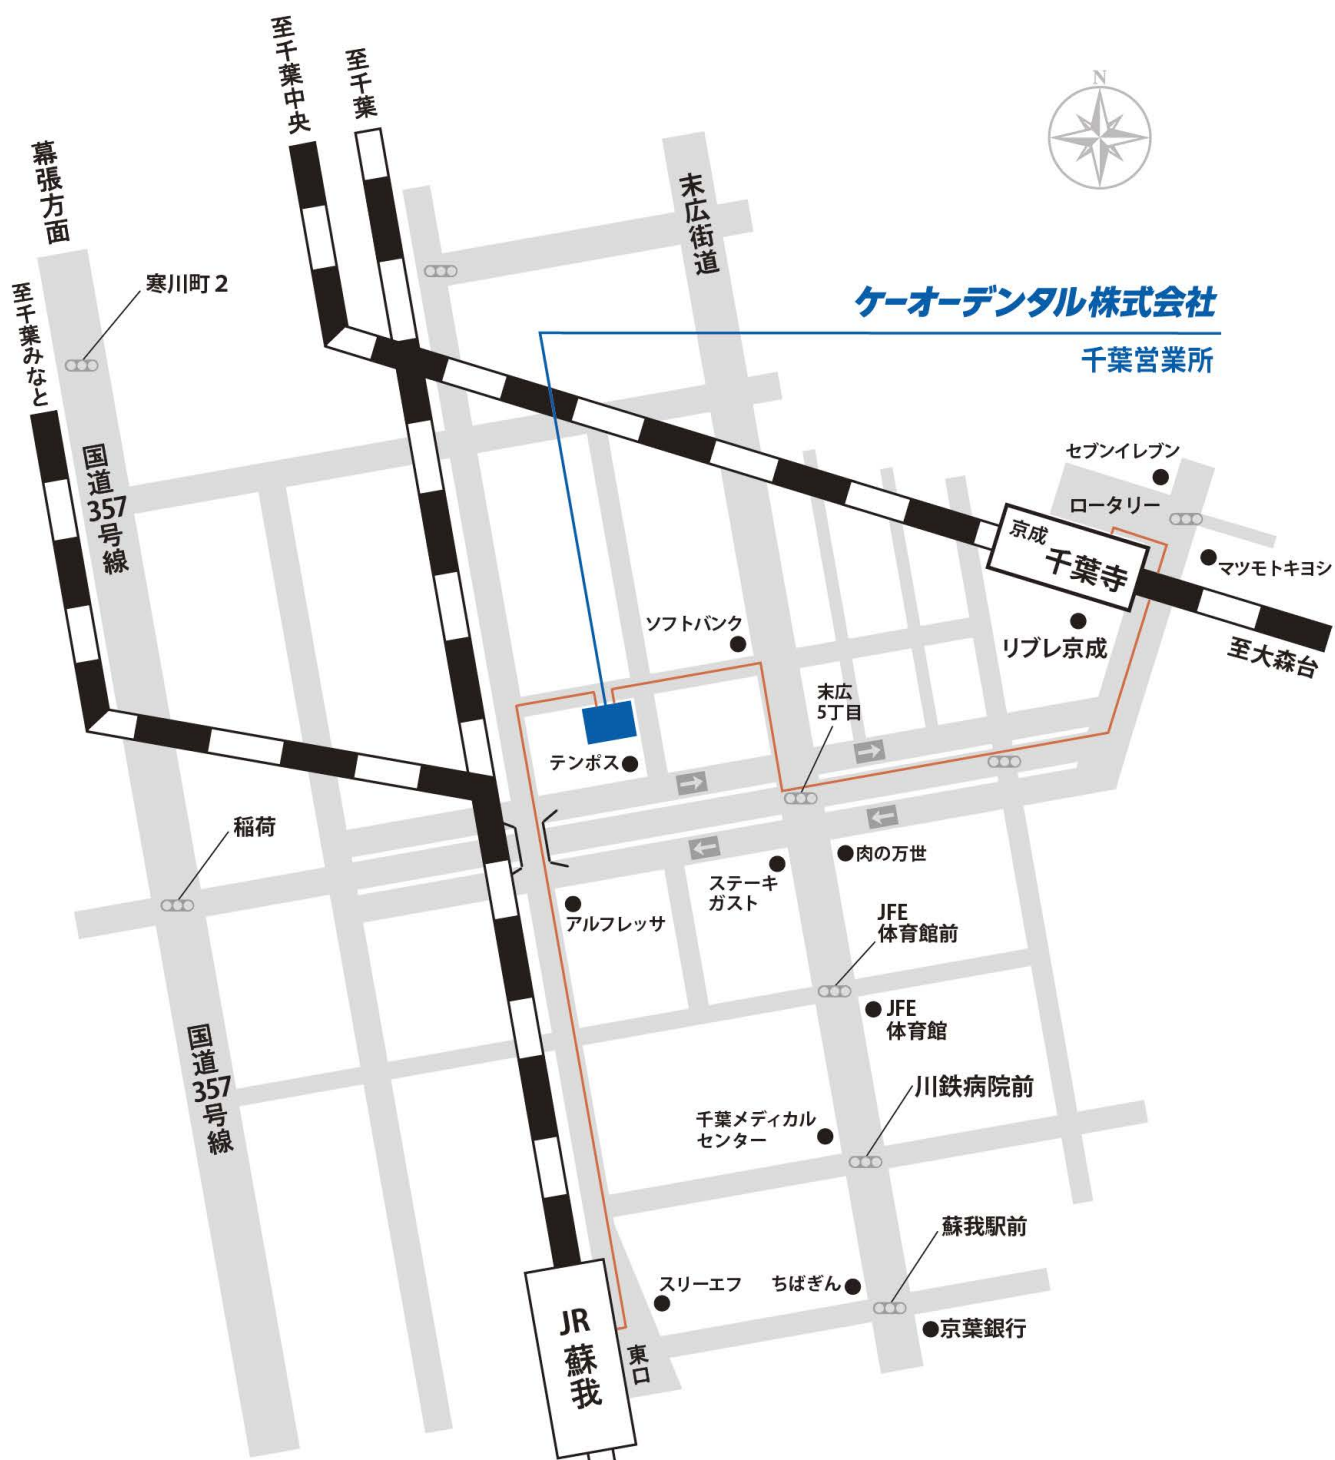 至千葉中央
至千葉
N
幕張方面
末広街道
至千葉みなと
寒川町2
ケーオーデンタル株式会社
千葉営業所
国道357号線
セブンイレブン
ロータリー
京成
千葉寺
マツモトキヨシ
ソフトバンク
リブレ京成
至大森台
末広
5丁目
テンポス
稲荷
肉の万世
ステーキ
ガスト
アルフレッサ
JFE
体育館前
JFE
体育館
国道357号線
川鉄病院前
千葉メディカル
センター
蘇我駅前
スリーエフ
ちばぎん
京葉銀行
JR
蘇我
東口